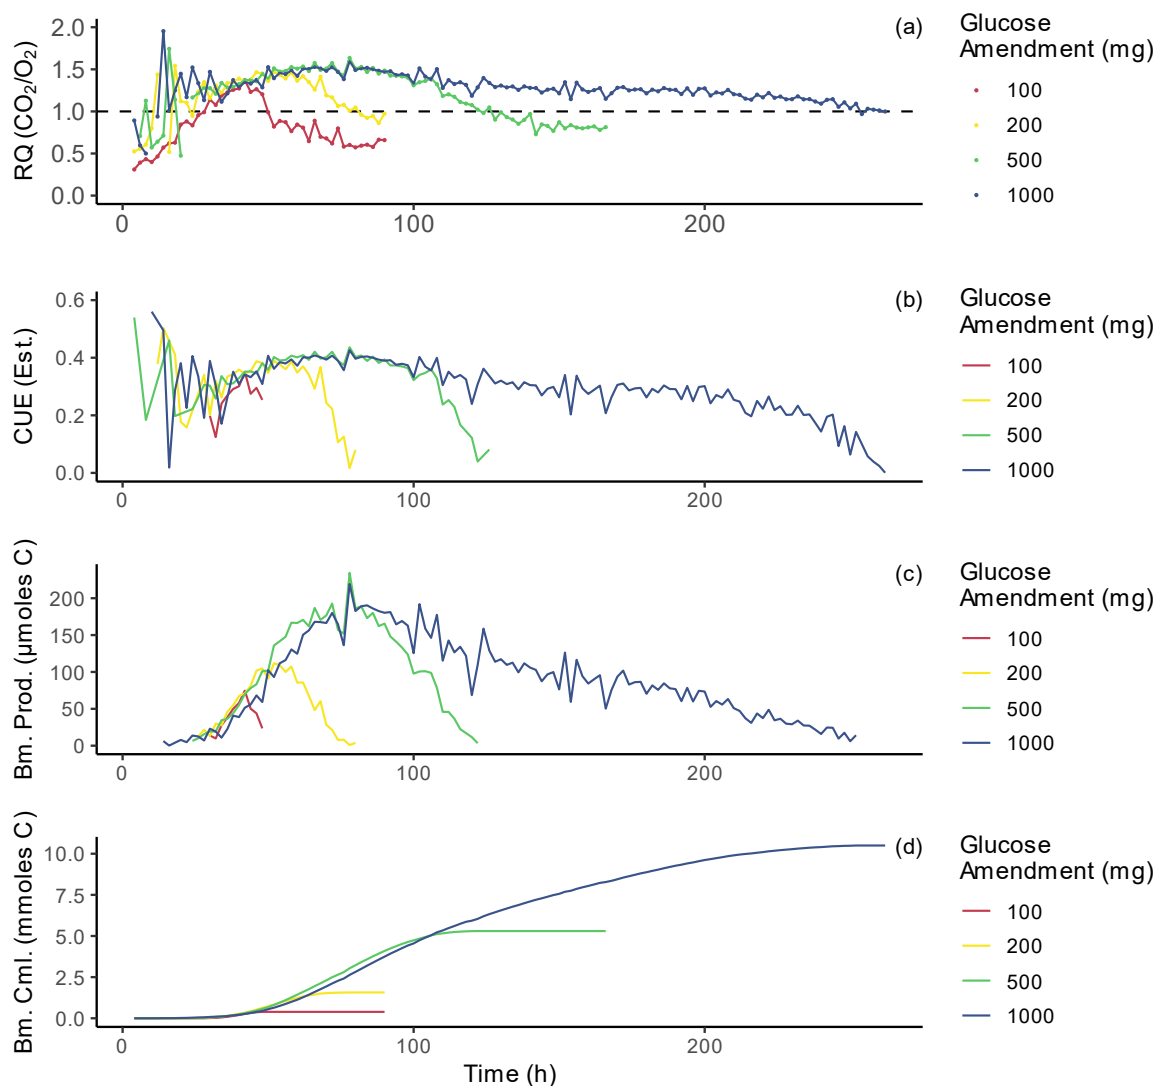 RQ (CO₂/O₂)
2.0
1.5
1.0
0.5
0.0
0
100
200
(a)
Glucose
Amendment (mg)
100
200
500
1000
CUE (Est.)
0.6
0.4
0.2
0.0
0
100
200
(b)
Glucose
Amendment (mg)
100
200
500
1000
Bm. Prod. (μmoles C)
200
150
100
50
0
0
100
200
(c)
Glucose
Amendment (mg)
100
200
500
1000
Bm. Cml. (mmoles C)
10.0
7.5
5.0
2.5
0.0
0
100
200
Time (h)
(d)
Glucose
Amendment (mg)
100
200
500
1000